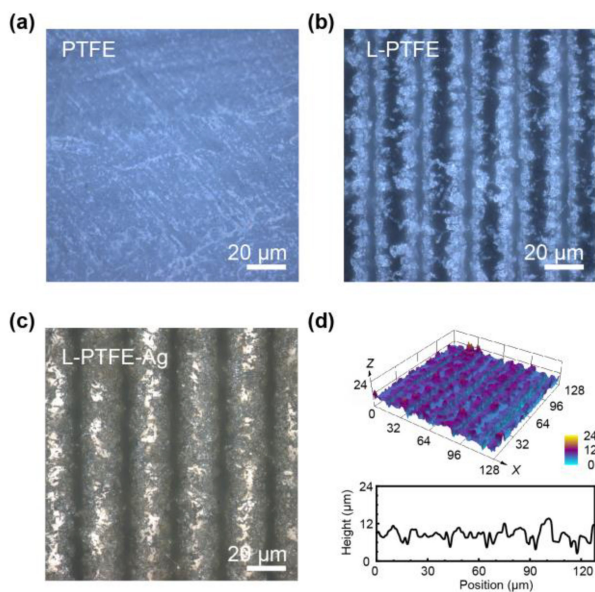 (a)
PTFE
20 μm
(b)
L-PTFE
20 μm
(c)
L-PTFE-Ag
20 μm
(d)
Z
24
0
32
64
96
128
X
32
64
96
128
24
12
0
Height (μm)
24
12
0
0
30
60
90
120
Position (μm)